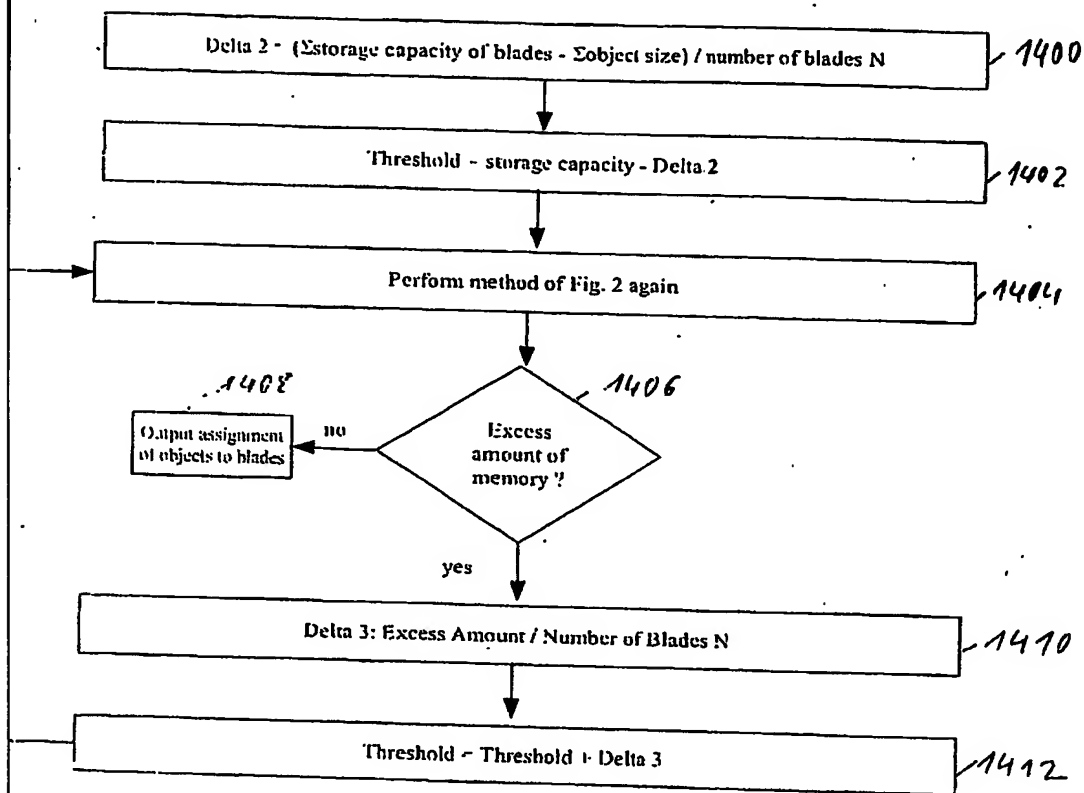 Delta 2 - (Σstorage capacity of blades - Σobject size) / number of blades N
1400
Threshold - storage capacity - Delta 2
1402
Perform method of Fig. 2 again
1404
1406
1408
Excess
amount of
memory ?
no
Output assignment
of objects to blades
yes
Delta 3: Excess Amount / Number of Blades N
1410
Threshold - Threshold + Delta 3
1412